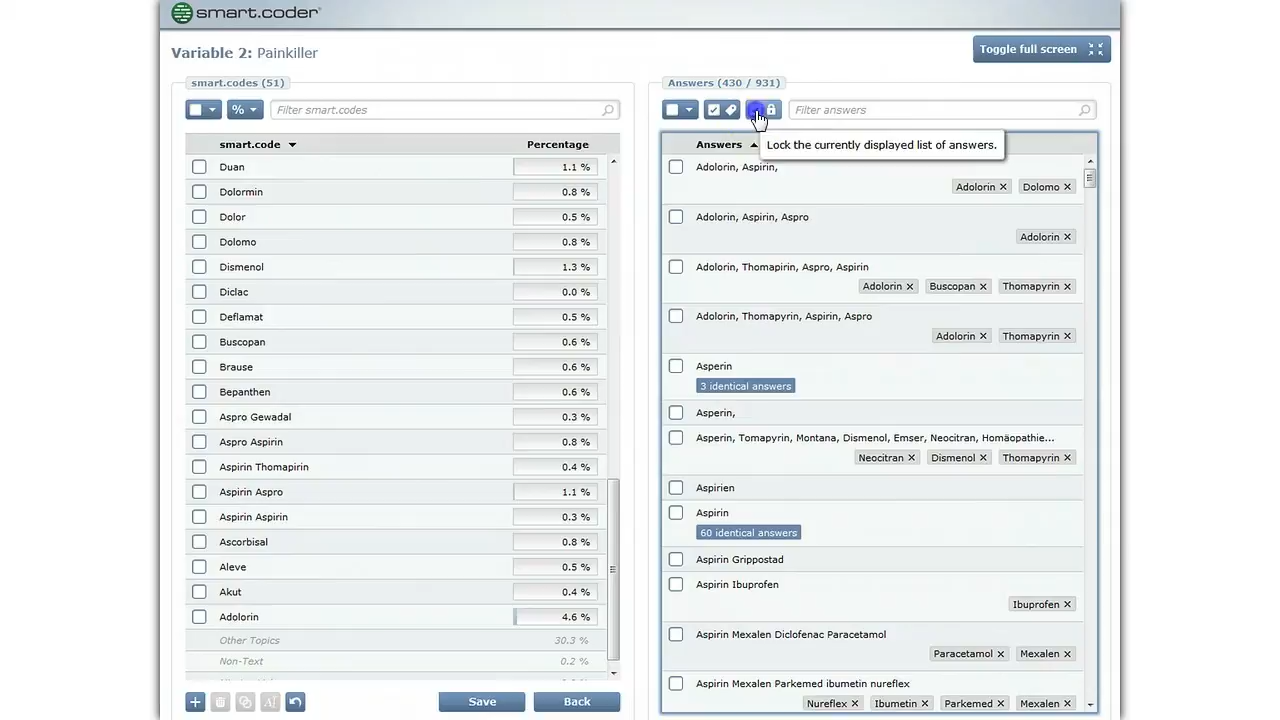 smart.coder
Variable 2: Painkiller
Toggle full screen
smart.codes (51)
%
Filter smart.codes
smart.code
Percentage
Duan 1.1 %
Dolormin 0.8 %
Dolor 0.5 %
Dolomo 0.8 %
Dismenol 1.3 %
Diclac 0.0 %
Deflamat 0.5 %
Buscopan 0.6 %
Brause 0.6 %
Bepanthen 0.6 %
Aspro Gewadal 0.3 %
Aspro Aspirin 0.8 %
Aspirin Thomapirin 0.4 %
Aspirin Aspro 1.1 %
Aspirin Aspirin 0.3 %
Ascorbisal 0.8 %
Aleve 0.5 %
Akut 0.4 %
Adolorin 4.6 %
Other Topics 30.3 %
Non-Text 0.2 %
Save
Back
Answers (430 / 931)
Filter answers
Answers
Lock the currently displayed list of answers.
Adolorin, Aspirin,
Adolorin × Dolomo ×
Adolorin, Aspirin, Aspro
Adolorin ×
Adolorin, Thomapirin, Aspro, Aspirin
Adolorin × Buscopan × Thomapyrin ×
Adolorin, Thomapyrin, Aspirin, Aspro
Adolorin × Thomapyrin ×
Asperin
3 identical answers
Asperin,
Asperin, Tomapyrin, Montana, Dismenol, Emser, Neocitran, Homäopathie...
Neocitran × Dismenol × Thomapyrin ×
Aspirien
Aspirin
60 identical answers
Aspirin Grippostad
Aspirin Ibuprofen
Ibuprofen ×
Aspirin Mexalen Diclofenac Paracetamol
Paracetamol × Mexalen ×
Aspirin Mexalen Parkemed ibumetin nureflex
Nureflex × Ibumetin × Parkemed × Mexalen ×